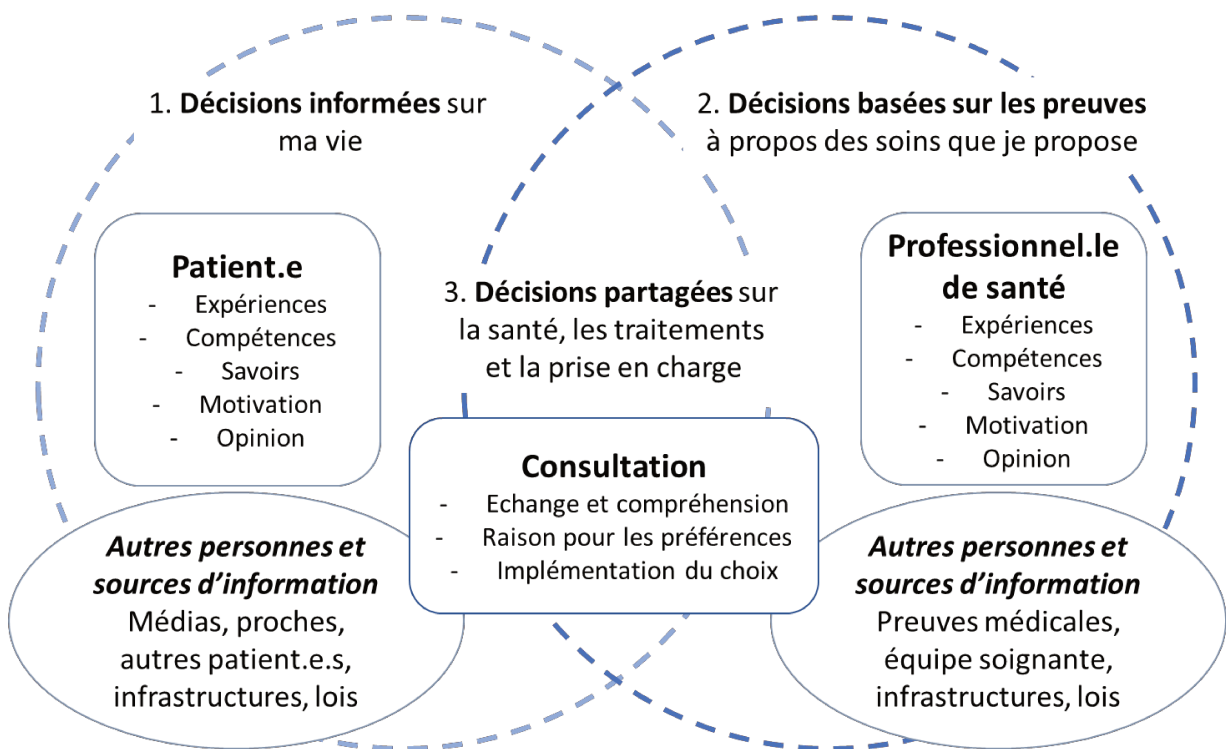 1. Décisions informées sur
ma vie
2. Décisions basées sur les preuves
à propos des soins que je propose
Patient.e
- Expériences
- Compétences
- Savoirs
- Motivation
- Opinion
3. Décisions partagées sur
la santé, les traitements
et la prise en charge
Professionnel.le
de santé
- Expériences
- Compétences
- Savoirs
- Motivation
- Opinion
Consultation
- Echange et compréhension
- Raison pour les préférences
- Implémentation du choix
Autres personnes et
sources d’information
Médias, proches,
autres patient.e.s,
infrastructures, lois
Autres personnes et
sources d’information
Preuves médicales,
équipe soignante,
infrastructures, lois